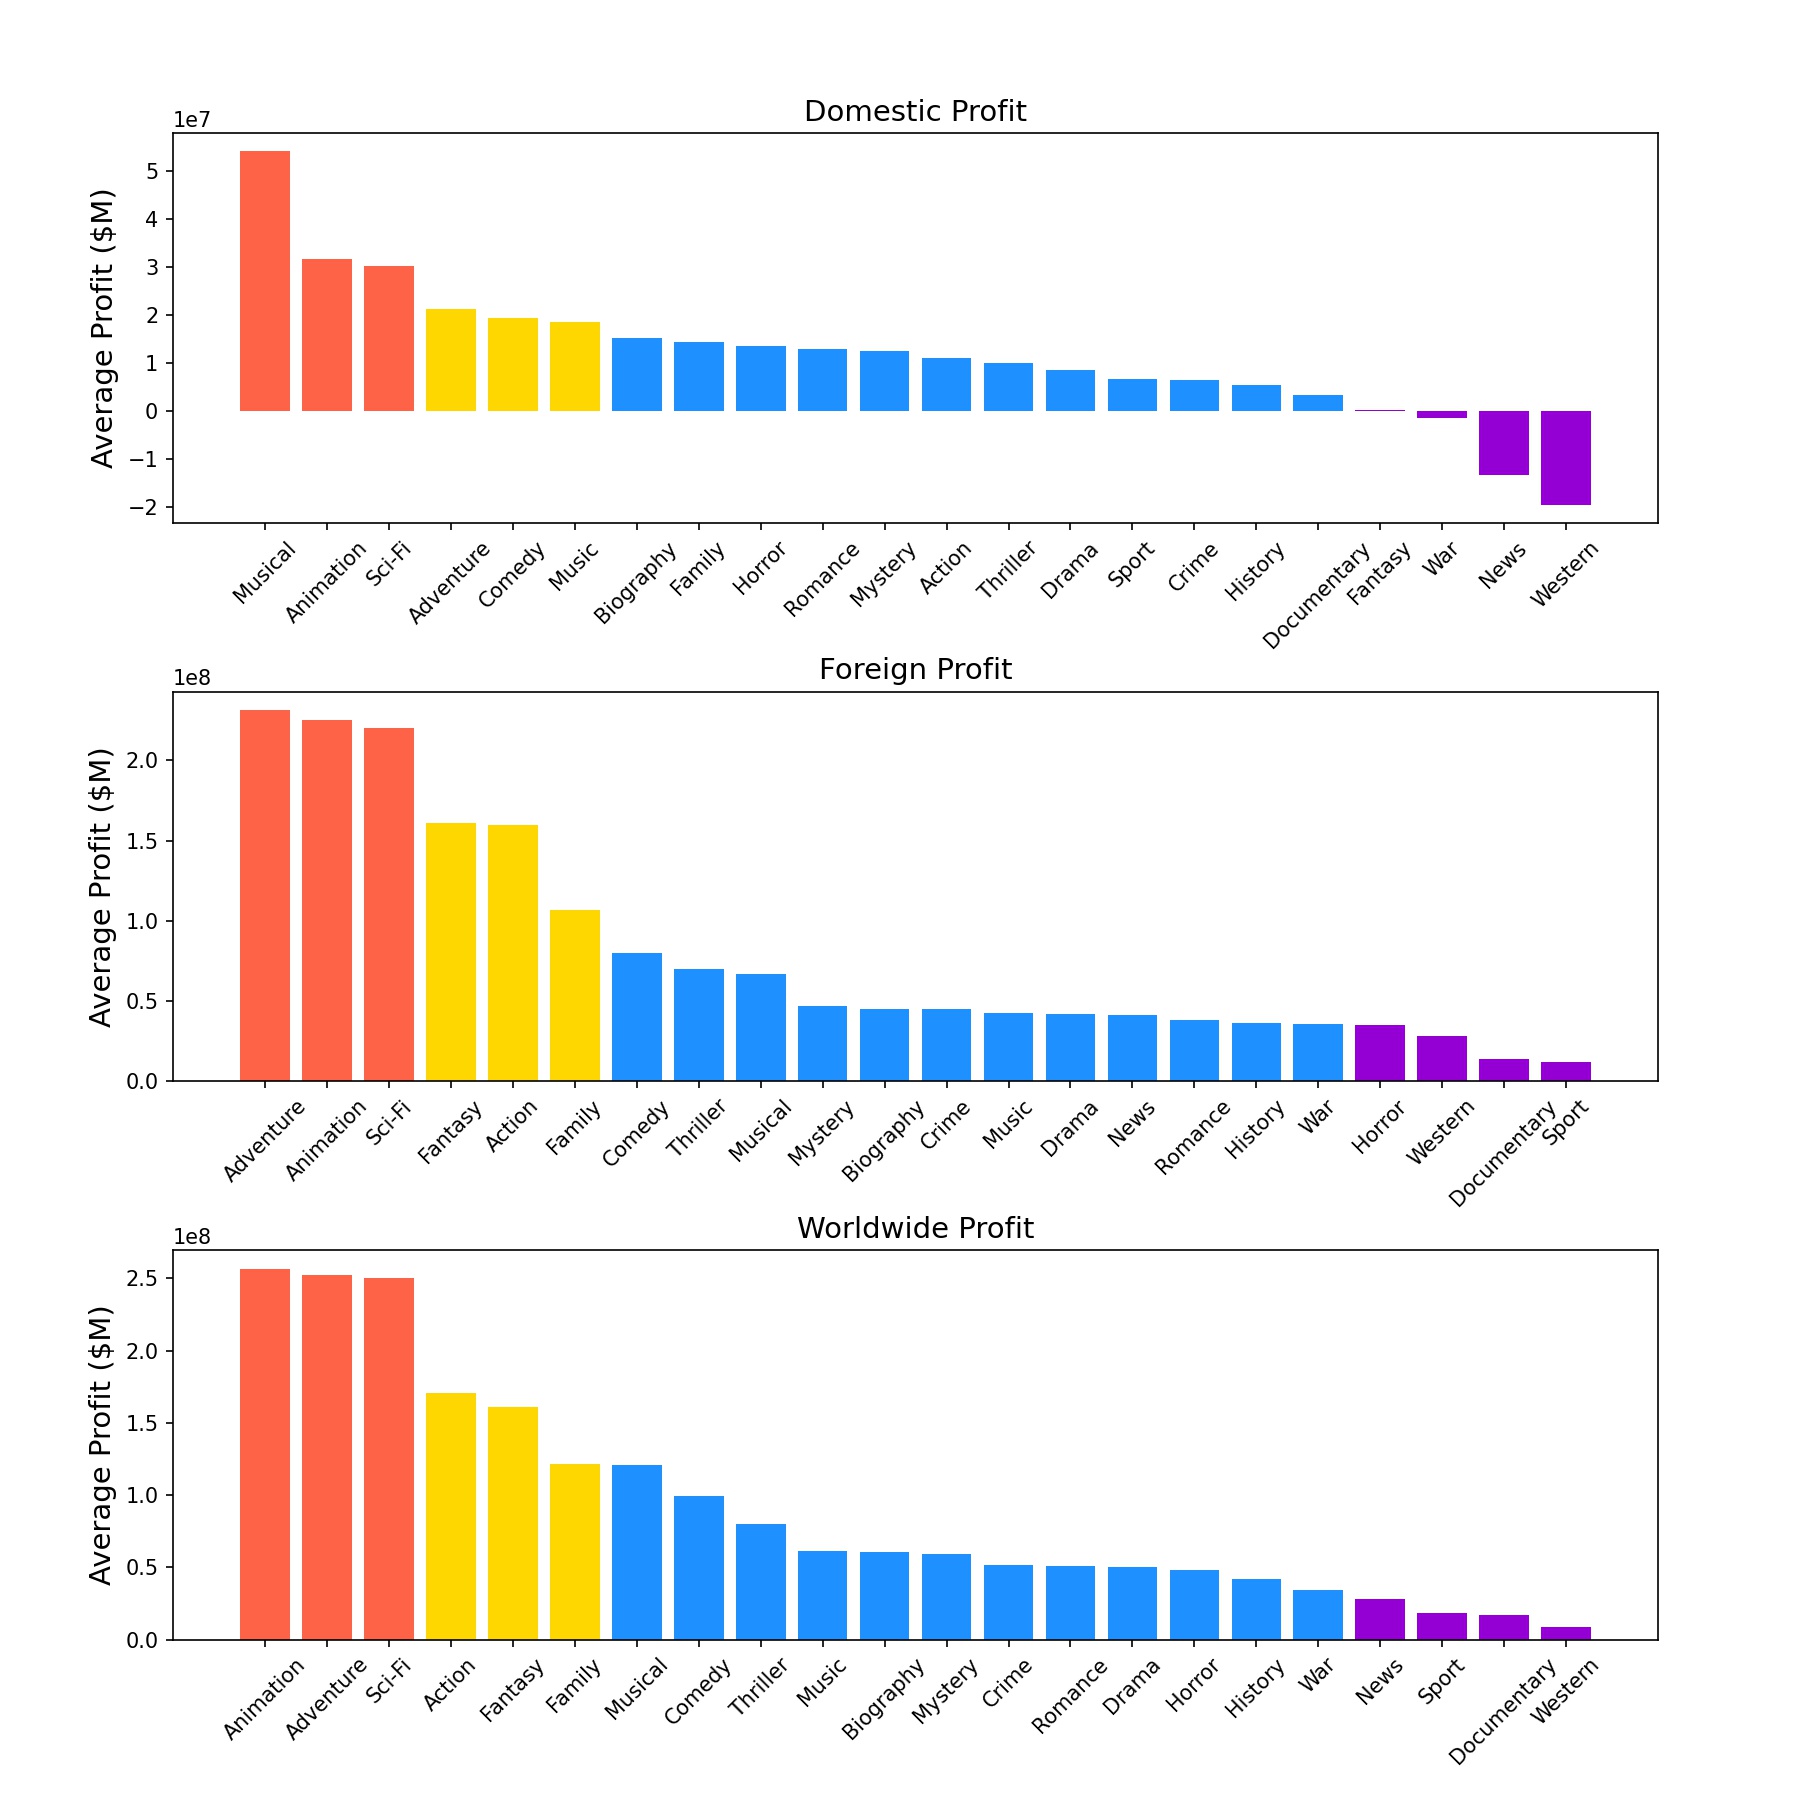 Domestic Profit
1e7
Average Profit ($M)
5
4
3
2
1
0
−1
−2
Musical
Animation
Sci-Fi
Adventure
Comedy
Music
Biography
Family
Horror
Romance
Mystery
Action
Thriller
Drama
Sport
Crime
History
Documentary
Fantasy
War
News
Western
Foreign Profit
1e8
Average Profit ($M)
2.0
1.5
1.0
0.5
0.0
Adventure
Animation
Sci-Fi
Fantasy
Action
Family
Comedy
Thriller
Musical
Mystery
Biography
Crime
Music
Drama
News
Romance
History
War
Horror
Western
Documentary
Sport
Worldwide Profit
1e8
Average Profit ($M)
2.5
2.0
1.5
1.0
0.5
0.0
Animation
Adventure
Sci-Fi
Action
Fantasy
Family
Musical
Comedy
Thriller
Music
Biography
Mystery
Crime
Romance
Drama
Horror
History
War
News
Sport
Documentary
Western